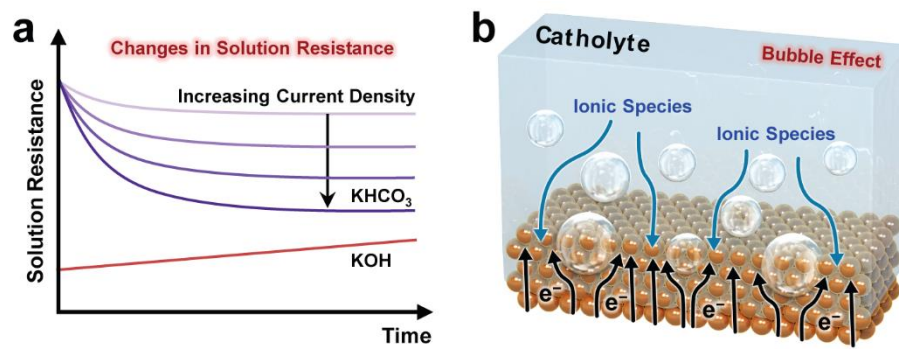 a
Changes in Solution Resistance
Increasing Current Density
KHCO₃
KOH
Solution Resistance
Time
b
Catholyte
Bubble Effect
Ionic Species
Ionic Species
e⁻
e⁻
e⁻
e⁻